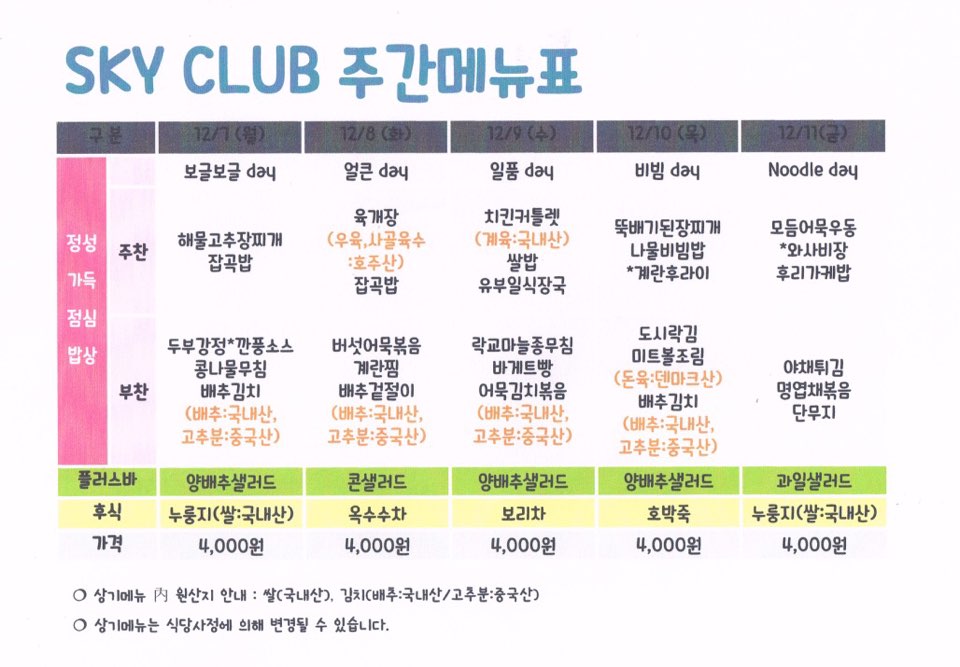 SKY CLUB 주간메뉴표
구 분 12/7 (월) 12/8 (화) 12/9 (수) 12/10 (목) 12/11(금)
정성
가득
점심
밥상
보글보글 day 얼큰 day 일품 day 비빔 day Noodle day
주찬
해물고추장찌개
잡곡밥
육개장
(우육,사골육수
:호주산)
잡곡밥
치킨커틀렛
(계육:국내산)
쌀밥
유부일식장국
뚝배기된장찌개
나물비빔밥
*계란후라이
모듬어묵우동
*와사비장
후리가케밥
부찬
두부강정*깐풍소스
콩나물무침
배추김치
(배추:국내산,
고추분:중국산)
버섯어묵볶음
계란찜
배추겉절이
(배추:국내산,
고추분:중국산)
락교마늘종무침
바게트빵
어묵김치볶음
(배추:국내산,
고추분:중국산)
도시락김
미트볼조림
(돈육:덴마크산)
배추김치
(배추:국내산,
고추분:중국산)
야채튀김
명엽채볶음
단무지
플러스바 양배추샐러드 콘샐러드 양배추샐러드 양배추샐러드 과일샐러드
후식 누룽지(쌀:국내산) 옥수수차 보리차 호박죽 누룽지(쌀:국내산)
가격 4,000원 4,000원 4,000원 4,000원 4,000원
❍ 상기메뉴 內 원산지 안내 : 쌀(국내산), 김치(배추:국내산/고추분:중국산)
❍ 상기메뉴는 식당사정에 의해 변경될 수 있습니다.